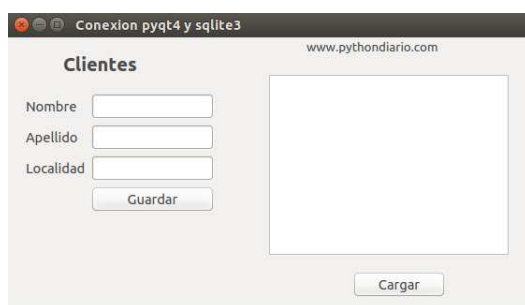 Conexion pyqt4 y sqlite3
www.pythondiario.com
Clientes
Nombre
Apellido
Localidad
Guardar
Cargar